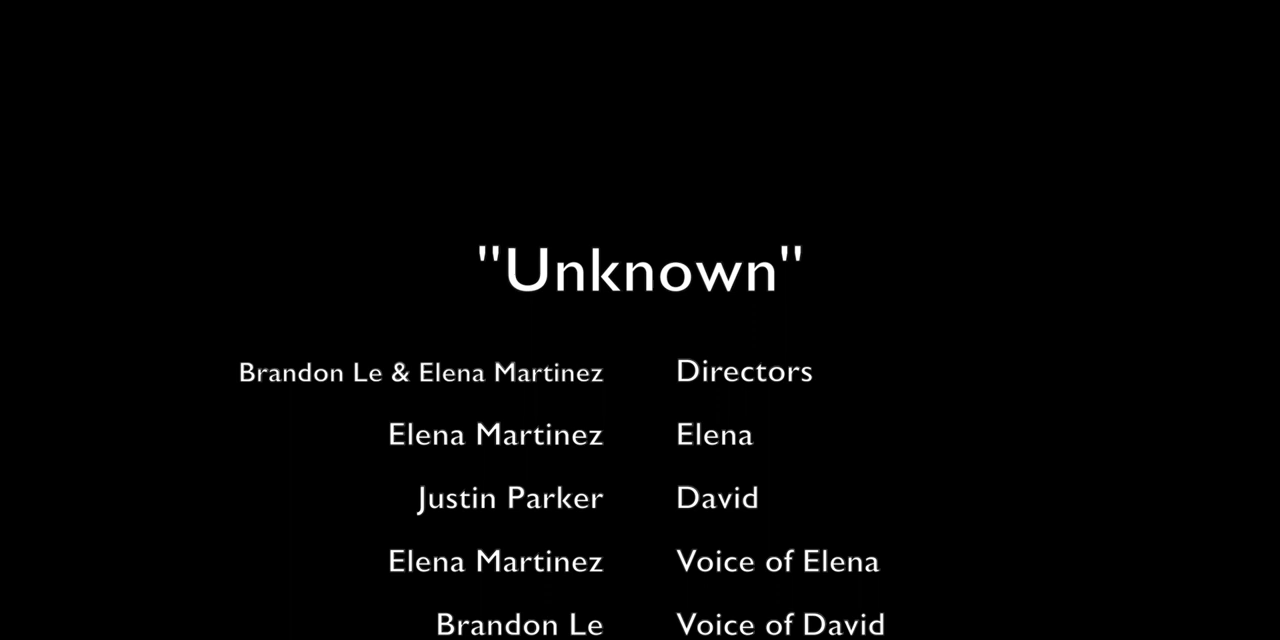 "Unknown"
Brandon Le & Elena Martinez Directors
Elena Martinez Elena
Justin Parker David
Elena Martinez Voice of Elena
Brandon Le Voice of David